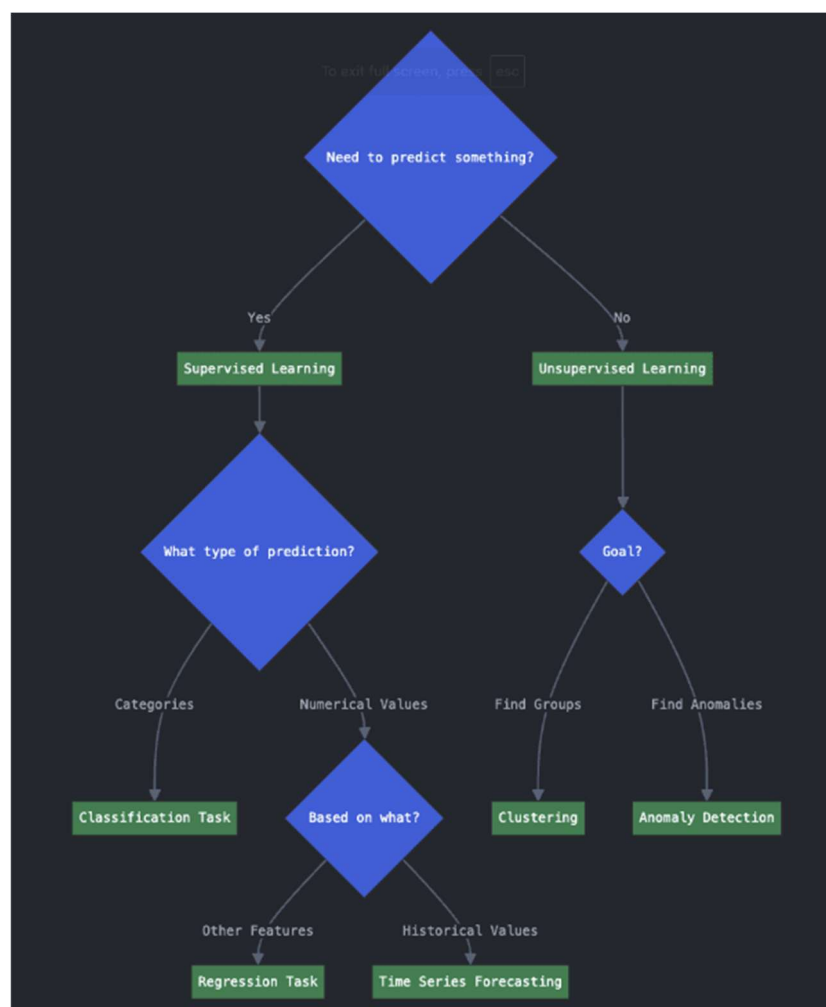 To exit full screen, press esc
Need to predict something?
Yes
No
Supervised Learning
Unsupervised Learning
What type of prediction?
Goal?
Categories
Numerical Values
Find Groups
Find Anomalies
Classification Task
Based on what?
Clustering
Anomaly Detection
Other Features
Historical Values
Regression Task
Time Series Forecasting